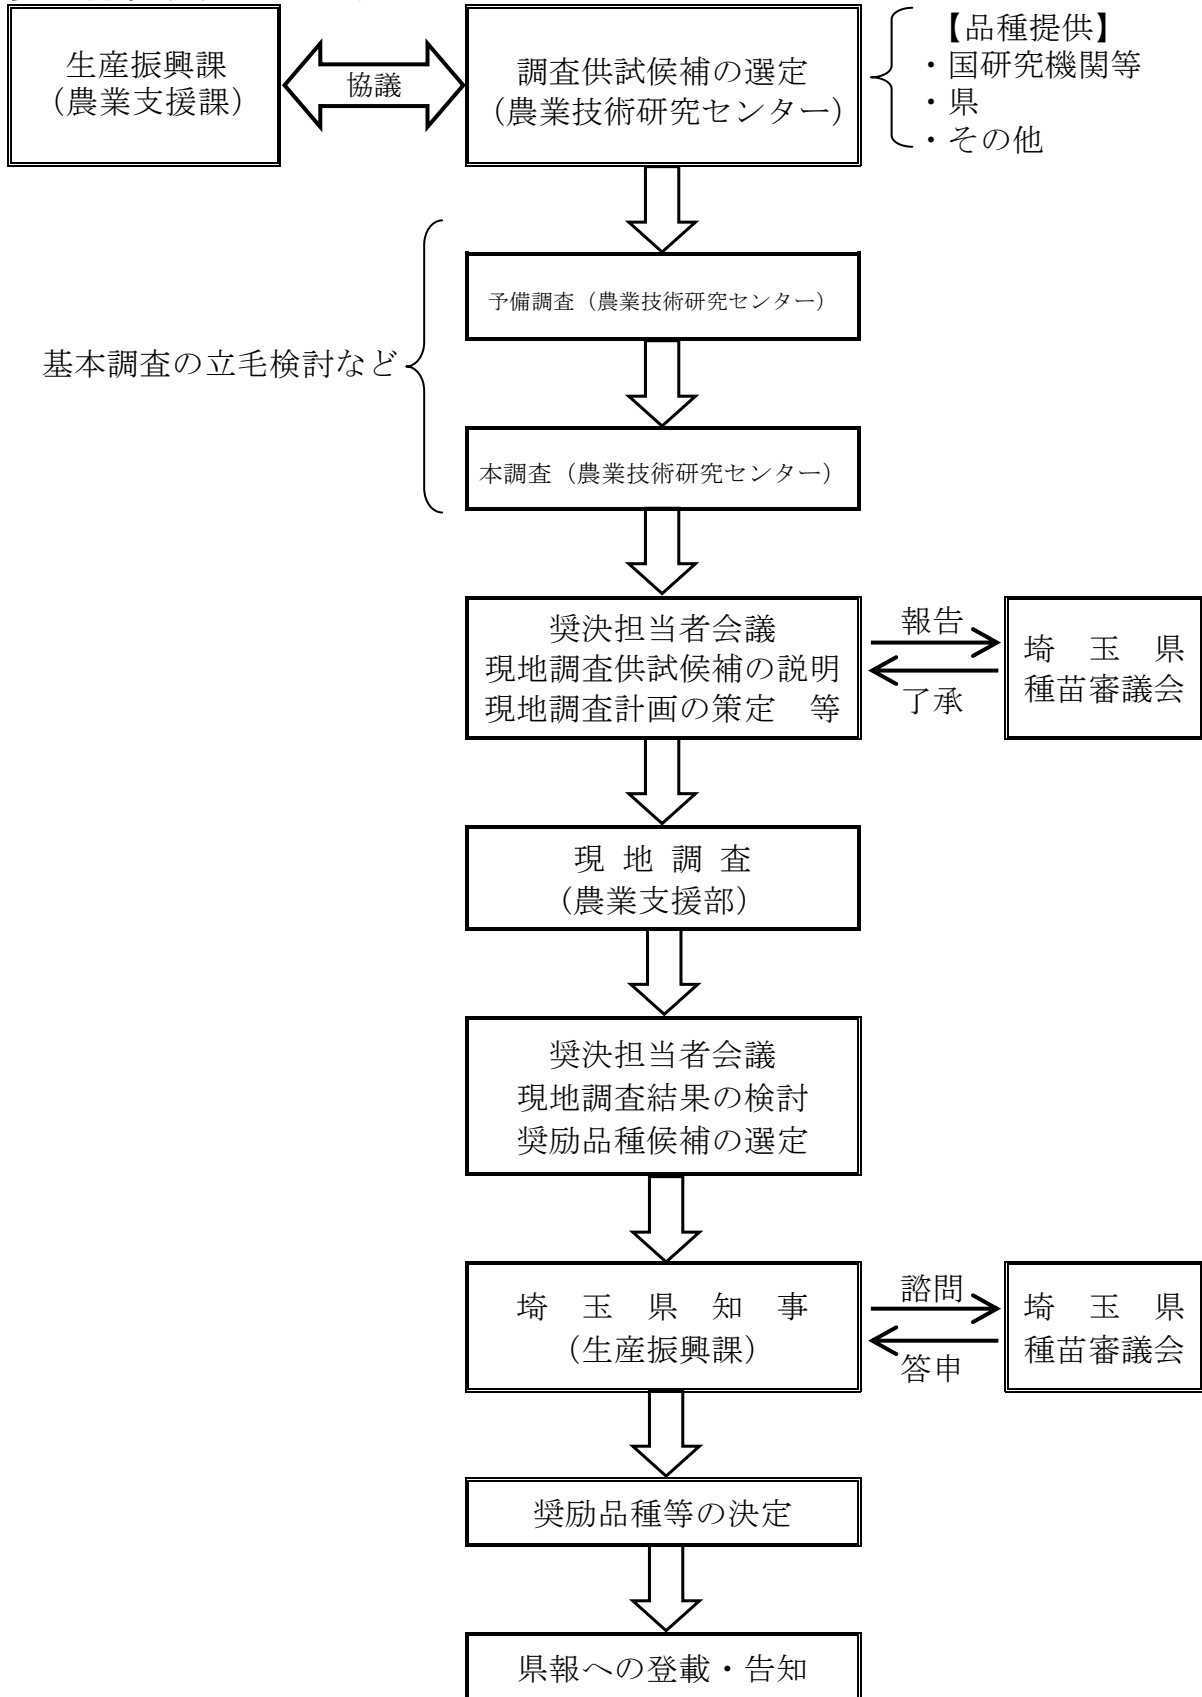 生産振興課
（農業支援課）
協議
調査供試候補の選定
（農業技術研究センター）
【品種提供】
・国研究機関等
・県
・その他
予備調査（農業技術研究センター）
基本調査の立毛検討など
本調査（農業技術研究センター）
奨決担当者会議
現地調査供試候補の説明
現地調査計画の策定　等
報告
了承
埼　玉　県
種苗審議会
現 地 調 査
（農業支援部）
奨決担当者会議
現地調査結果の検討
奨励品種候補の選定
埼　玉　県　知　事
（生産振興課）
諮問
答申
埼　玉　県
種苗審議会
奨励品種等の決定
県報への登載・告知